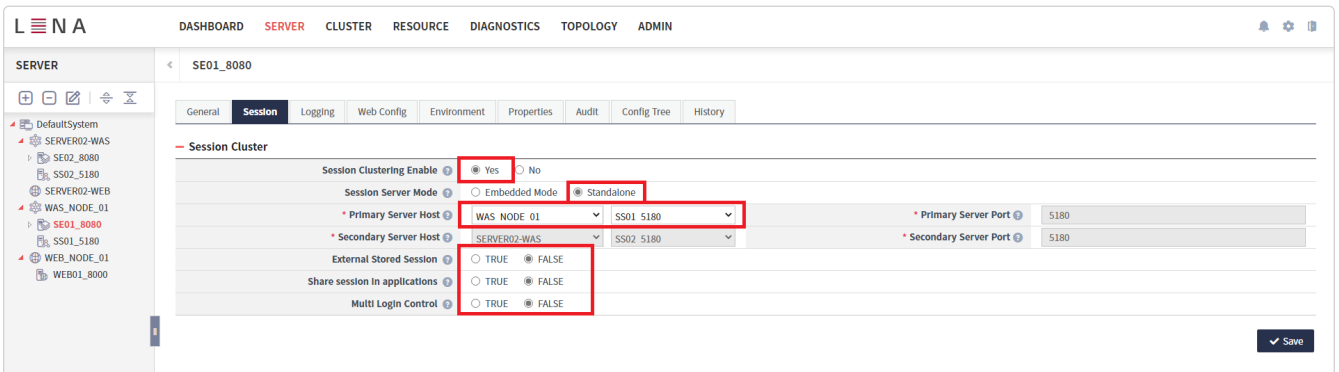 LENA DASHBOARD SERVER CLUSTER RESOURCE DIAGNOSTICS TOPOLOGY ADMIN
SERVER
SE01_8080
General Session Logging Web Config Environment Properties Audit Config Tree History
DefaultSystem
SERVER02-WAS
SE02_8080
SS02_5180
SERVER02-WEB
WAS_NODE_01
SE01_8080
SS01_5180
WEB_NODE_01
WEB01_8000
Session Cluster
Session Clustering Enable ? Yes No
Session Server Mode ? Embedded Mode Standalone
* Primary Server Host ? WAS_NODE_01 SS01_5180 * Primary Server Port ? 5180
* Secondary Server Host ? SERVER02-WAS SS02_5180 * Secondary Server Port ? 5180
External Stored Session ? TRUE FALSE
Share session in applications ? TRUE FALSE
Multi Login Control ? TRUE FALSE
Save